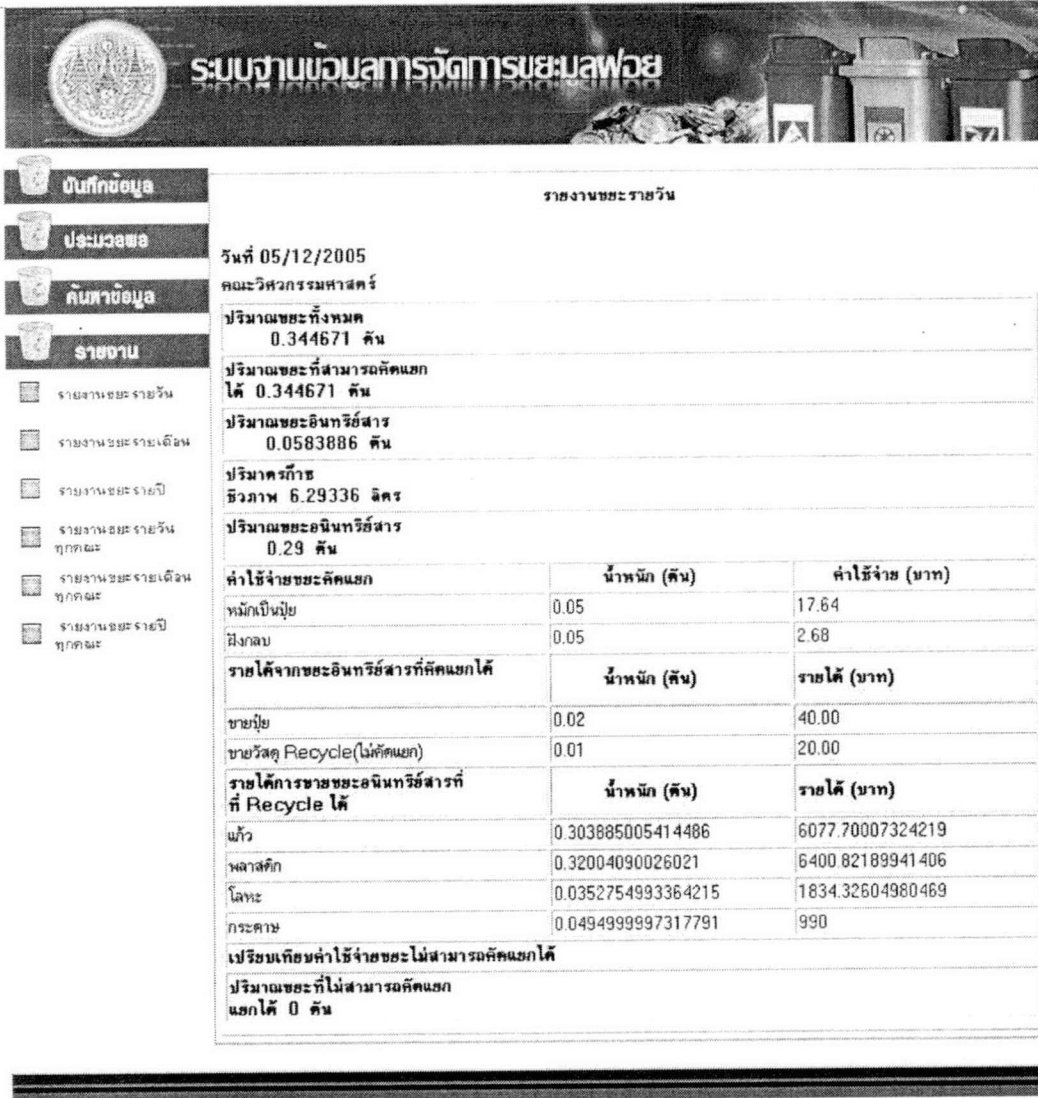 ระบบฐานข้อมูลการจัดการขยะมูลฝอย
บันทึกข้อมูล
ประมวลผล
ค้นหาข้อมูล
รายงาน
รายงานขยะรายวัน
รายงานขยะรายเดือน
รายงานขยะรายปี
รายงานขยะรายวัน
ทุกคณะ
รายงานขยะรายเดือน
ทุกคณะ
รายงานขยะรายปี
ทุกคณะ
รายงานขยะรายวัน
วันที่ 05/12/2005
คณะวิศวกรรมศาสตร์
ปริมาณขยะทั้งหมด
0.344671 ตัน
ปริมาณขยะที่สามารถคัดแยก
ได้ 0.344671 ตัน
ปริมาณขยะอินทรีย์สาร
0.0583886 ตัน
ปริมาตรก๊าซ
ชีวภาพ 6.29336 ลิตร
ปริมาณขยะอนินทรีย์สาร
0.29 ตัน
ค่าใช้จ่ายขยะคัดแยก น้ำหนัก (ตัน) ค่าใช้จ่าย (บาท)
หมักเป็นปุ๋ย 0.05 17.64
ฝังกลบ 0.05 2.68
รายได้จากขยะอินทรีย์สารที่คัดแยกได้ น้ำหนัก (ตัน) รายได้ (บาท)
ขายปุ๋ย 0.02 40.00
ขายวัสดุ Recycle(ไม่คัดแยก) 0.01 20.00
รายได้การขายขยะอนินทรีย์สารที่
ที่ Recycle ได้ น้ำหนัก (ตัน) รายได้ (บาท)
แก้ว 0.303885005414486 6077.70007324219
พลาสติก 0.32004090026021 6400.82189941406
โลหะ 0.0352754993364215 1834.32604980469
กระดาษ 0.0494999997317791 990
เปรียบเทียบค่าใช้จ่ายขยะไม่สามารถคัดแยกได้
ปริมาณขยะที่ไม่สามารถคัดแยก
แยกได้ 0 ตัน